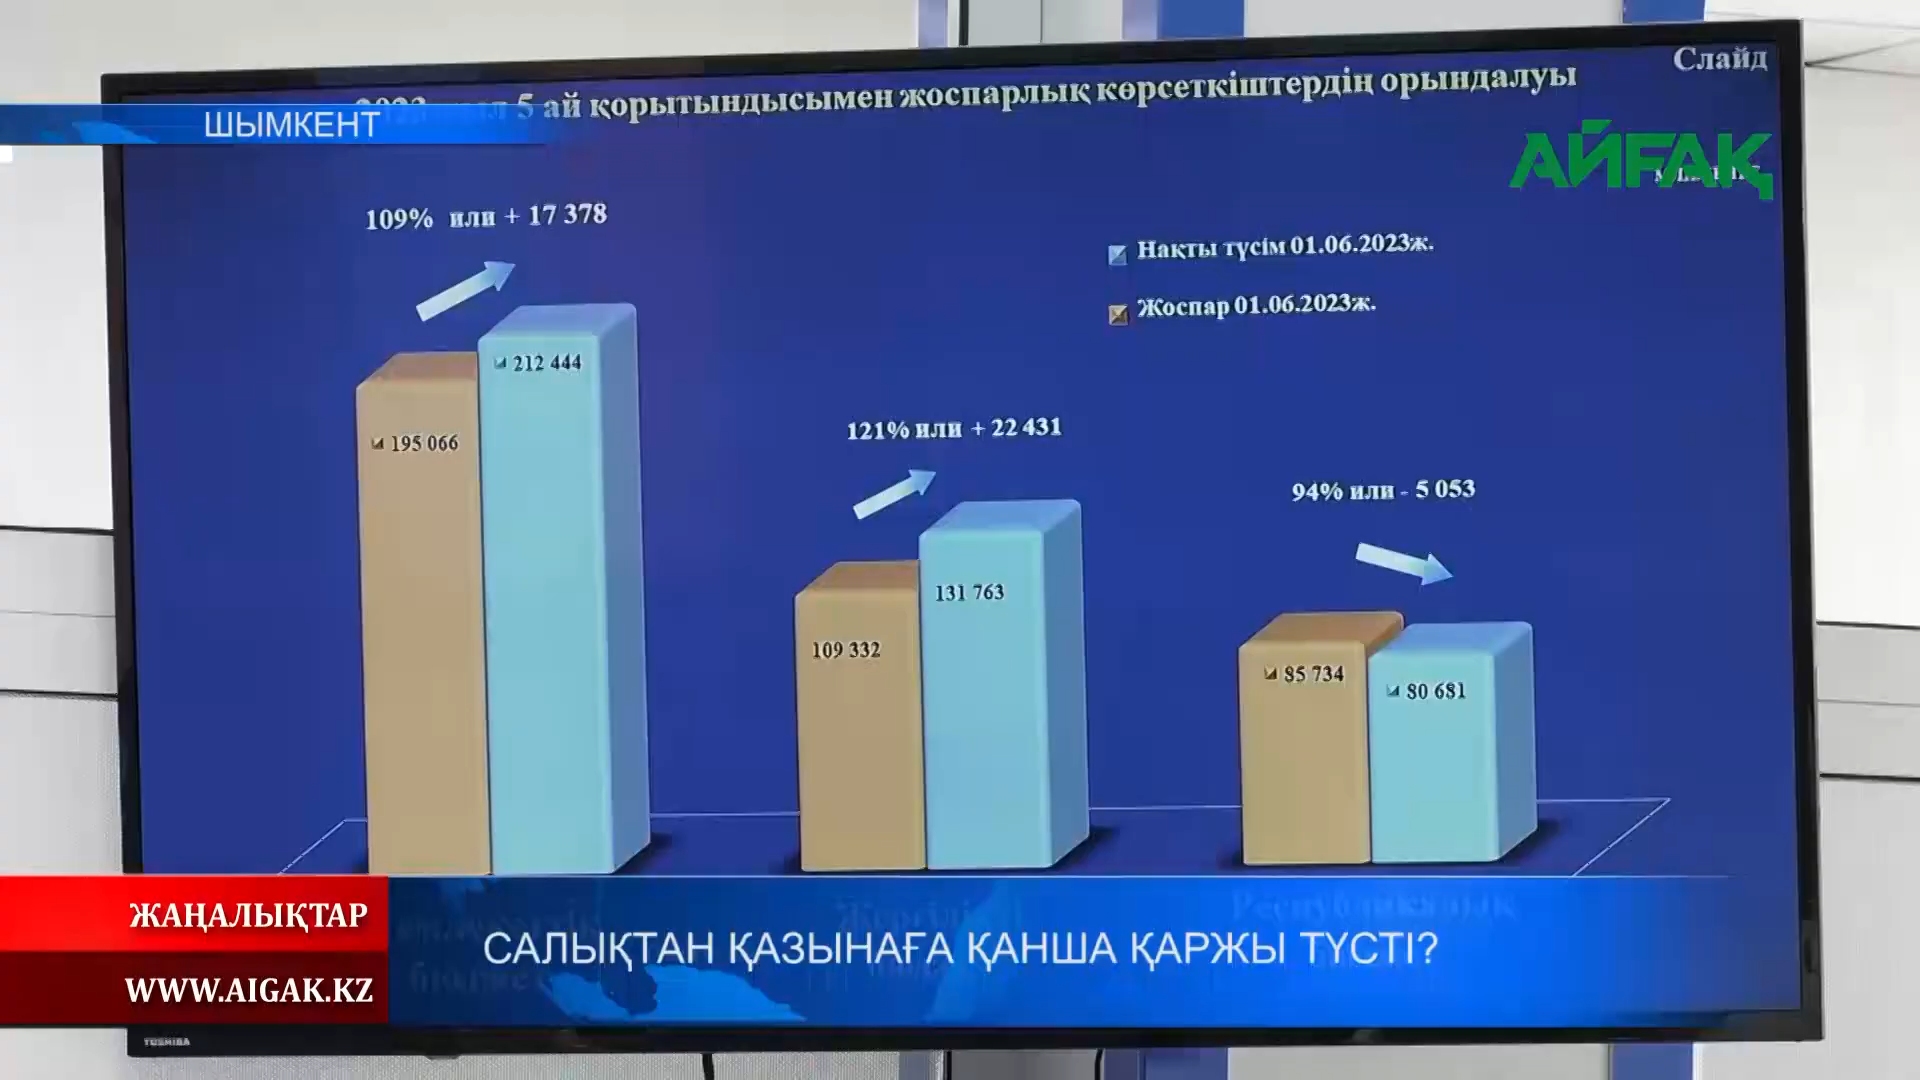 Слайд
5 ай қорытындысымен жоспарлық көрсеткіштердің орындалуы
ШЫМКЕНТ
АЙҒАҚ
109% или + 17 378
Нақты түсім 01.06.2023ж.
Жоспар 01.06.2023ж.
212 444
195 066
121% или + 22 431
94% или - 5 053
131 763
109 332
85 734
80 681
ЖАҢАЛЫҚТАР
САЛЫҚТАН ҚАЗЫНАҒА ҚАНША ҚАРЖЫ ТҮСТІ?
WWW.AIGAK.KZ
TOSHIBA